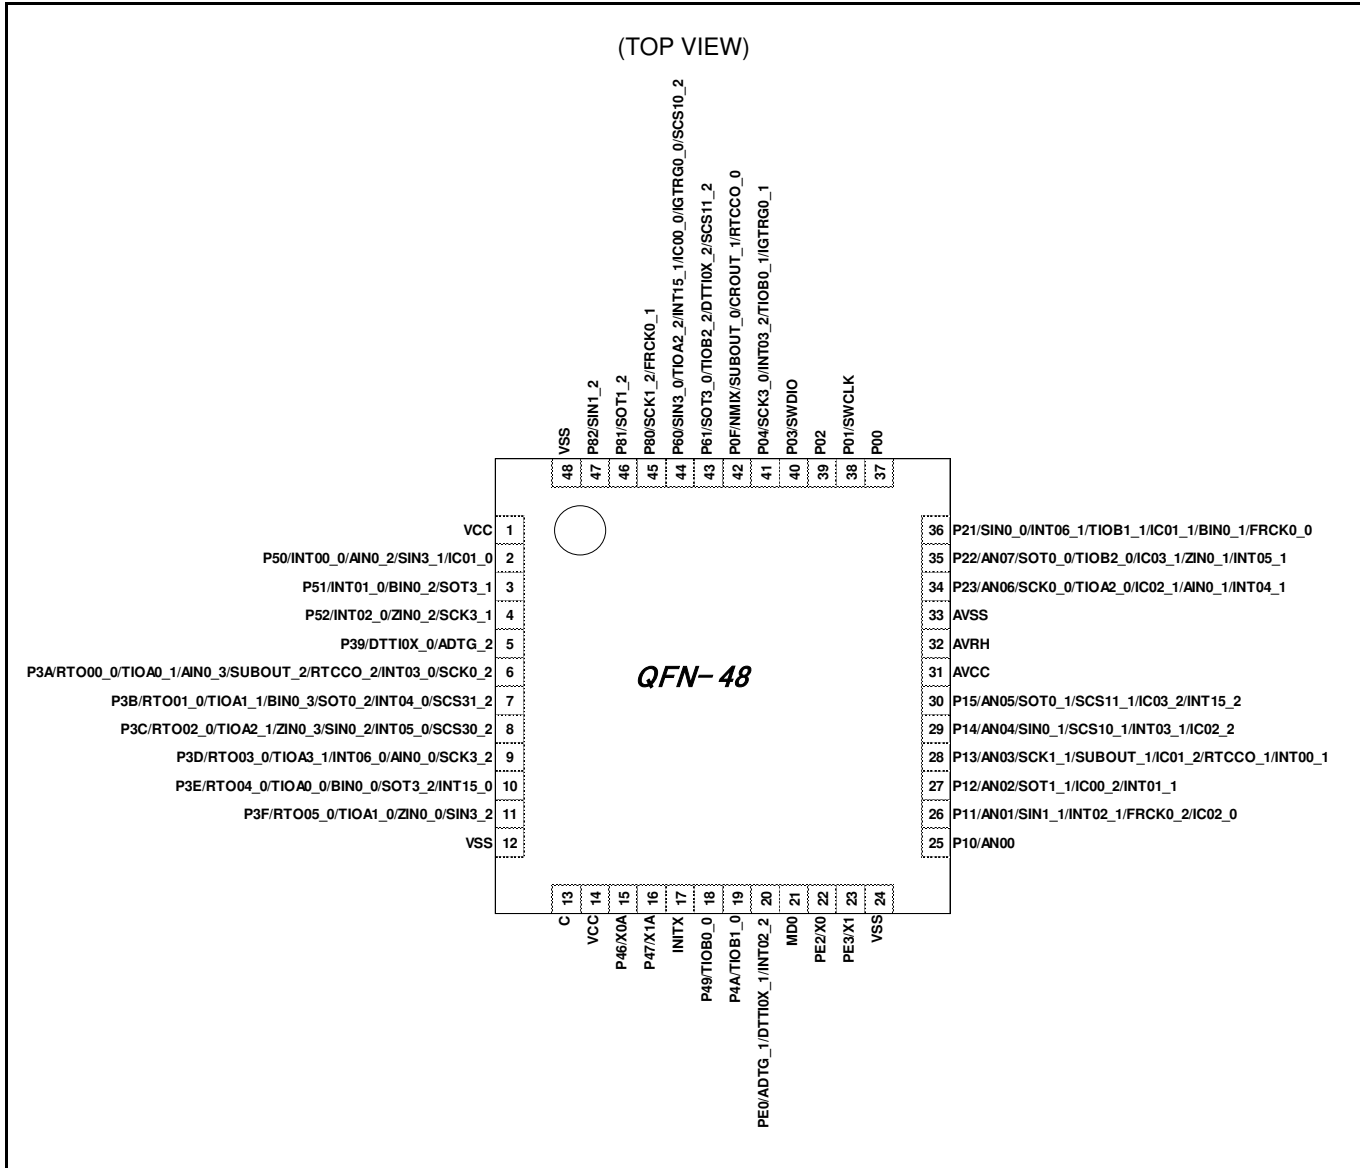 (TOP VIEW)
VSS
P82/SIN1_2
P81/SOT1_2
P80/SCK1_2/FRCK0_1
P60/SIN3_0/TIOA2_2/INT15_1/IC00_0/IGTRG0_0/SCS10_2
P61/SOT3_0/TIOB2_2/DTTI0X_2/SCS11_2
P0F/NMIX/SUBOUT_0/CROUT_1/RTCCO_0
P04/SCK3_0/INT03_2/TIOB0_1/IGTRG0_1
P03/SWDIO
P02
P01/SWCLK
P00
48 47 46 45 44 43 42 41 40 39 38 37
VCC 1
P50/INT00_0/AIN0_2/SIN3_1/IC01_0 2
P51/INT01_0/BIN0_2/SOT3_1 3
P52/INT02_0/ZIN0_2/SCK3_1 4
P39/DTTI0X_0/ADTG_2 5
P3A/RTO00_0/TIOA0_1/AIN0_3/SUBOUT_2/RTCCO_2/INT03_0/SCK0_2 6
P3B/RTO01_0/TIOA1_1/BIN0_3/SOT0_2/INT04_0/SCS31_2 7
P3C/RTO02_0/TIOA2_1/ZIN0_3/SIN0_2/INT05_0/SCS30_2 8
P3D/RTO03_0/TIOA3_1/INT06_0/AIN0_0/SCK3_2 9
P3E/RTO04_0/TIOA0_0/BIN0_0/SOT3_2/INT15_0 10
P3F/RTO05_0/TIOA1_0/ZIN0_0/SIN3_2 11
VSS 12
QFN-48
36 P21/SIN0_0/INT06_1/TIOB1_1/IC01_1/BIN0_1/FRCK0_0
35 P22/AN07/SOT0_0/TIOB2_0/IC03_1/ZIN0_1/INT05_1
34 P23/AN06/SCK0_0/TIOA2_0/IC02_1/AIN0_1/INT04_1
33 AVSS
32 AVRH
31 AVCC
30 P15/AN05/SOT0_1/SCS11_1/IC03_2/INT15_2
29 P14/AN04/SIN0_1/SCS10_1/INT03_1/IC02_2
28 P13/AN03/SCK1_1/SUBOUT_1/IC01_2/RTCCO_1/INT00_1
27 P12/AN02/SOT1_1/IC00_2/INT01_1
26 P11/AN01/SIN1_1/INT02_1/FRCK0_2/IC02_0
25 P10/AN00
13 14 15 16 17 18 19 20 21 22 23 24
C
VCC
P46/X0A
P47/X1A
INITX
P49/TIOB0_0
P4A/TIOB1_0
PE0/ADTG_1/DTTI0X_1/INT02_2
MD0
PE2/X0
PE3/X1
VSS